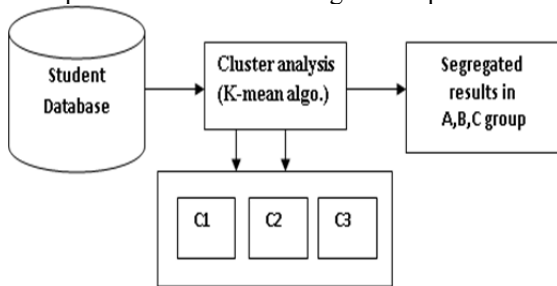 Student
Database
Cluster analysis
(K-mean algo.)
Segregated
results in
A,B,C group
C1
C2
C3